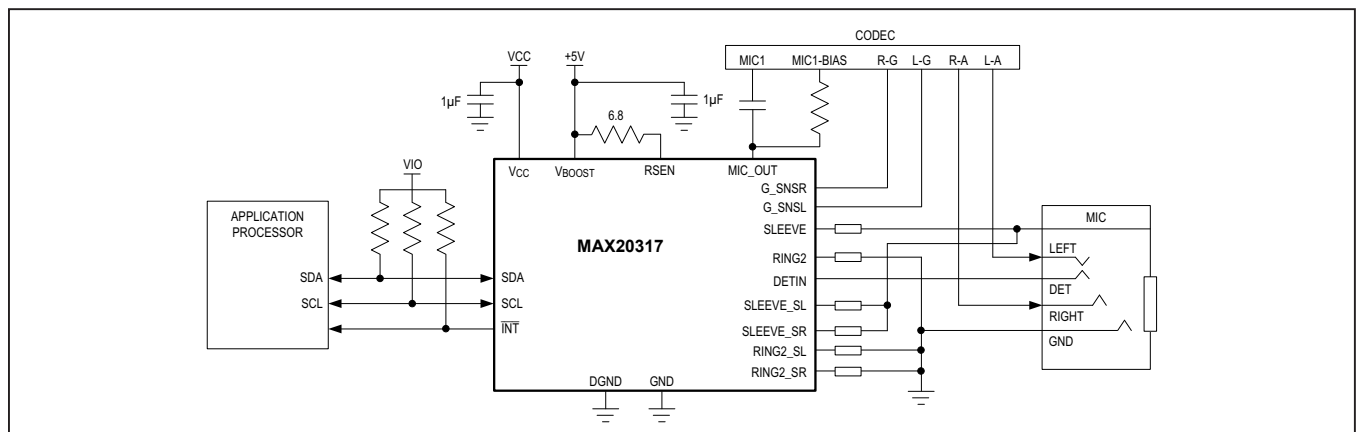 CODEC
MIC1 MIC1-BIAS R-G L-G R-A L-A
VCC +5V
1µF 1µF
6.8
VIO
VCC VBOOST RSEN MIC_OUT
G_SNSR
G_SNSL
SLEEVE
RING2
DETIN
SLEEVE_SL
SLEEVE_SR
RING2_SL
RING2_SR
MAX20317
APPLICATION
PROCESSOR
SDA SDA
SCL SCL
INT
DGND GND
MIC
LEFT
DET
RIGHT
GND